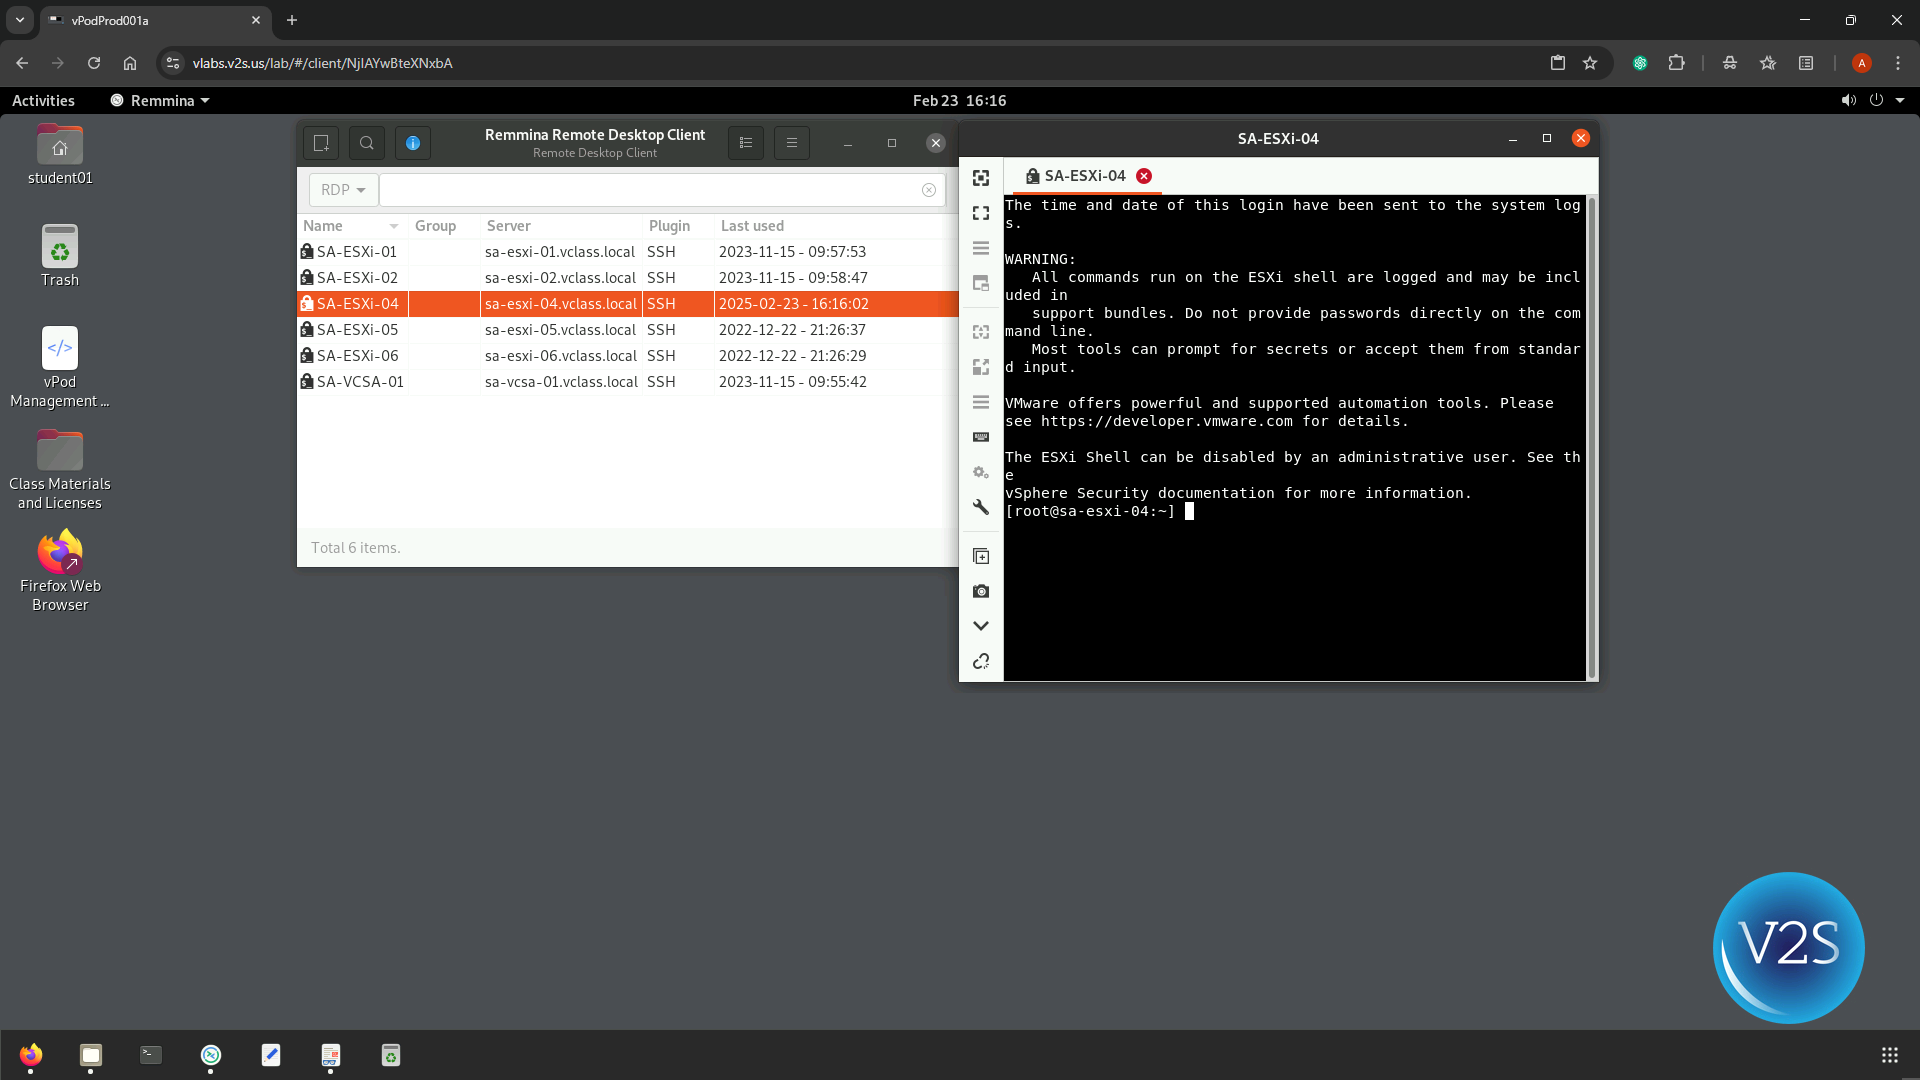 vPodProd001a
vlabs.v2s.us/lab/#/client/NjIAYwBteXNxbA
A
Activities
Remmina
Feb 23 16:16
student01
Trash
vPod
Management ...
Class Materials
and Licenses
Firefox Web
Browser
Remmina Remote Desktop Client
Remote Desktop Client
RDP
Name Group Server Plugin Last used
SA-ESXi-01 sa-esxi-01.vclass.local SSH 2023-11-15 - 09:57:53
SA-ESXi-02 sa-esxi-02.vclass.local SSH 2023-11-15 - 09:58:47
SA-ESXi-04 sa-esxi-04.vclass.local SSH 2025-02-23 - 16:16:02
SA-ESXi-05 sa-esxi-05.vclass.local SSH 2022-12-22 - 21:26:37
SA-ESXi-06 sa-esxi-06.vclass.local SSH 2022-12-22 - 21:26:29
SA-VCSA-01 sa-vcsa-01.vclass.local SSH 2023-11-15 - 09:55:42
Total 6 items.
SA-ESXi-04
SA-ESXi-04
The time and date of this login have been sent to the system log
s.
WARNING:
All commands run on the ESXi shell are logged and may be incl
uded in
support bundles. Do not provide passwords directly on the com
mand line.
Most tools can prompt for secrets or accept them from standar
d input.
VMware offers powerful and supported automation tools. Please
see https://developer.vmware.com for details.
The ESXi Shell can be disabled by an administrative user. See th
e
vSphere Security documentation for more information.
[root@sa-esxi-04:~]
V2S